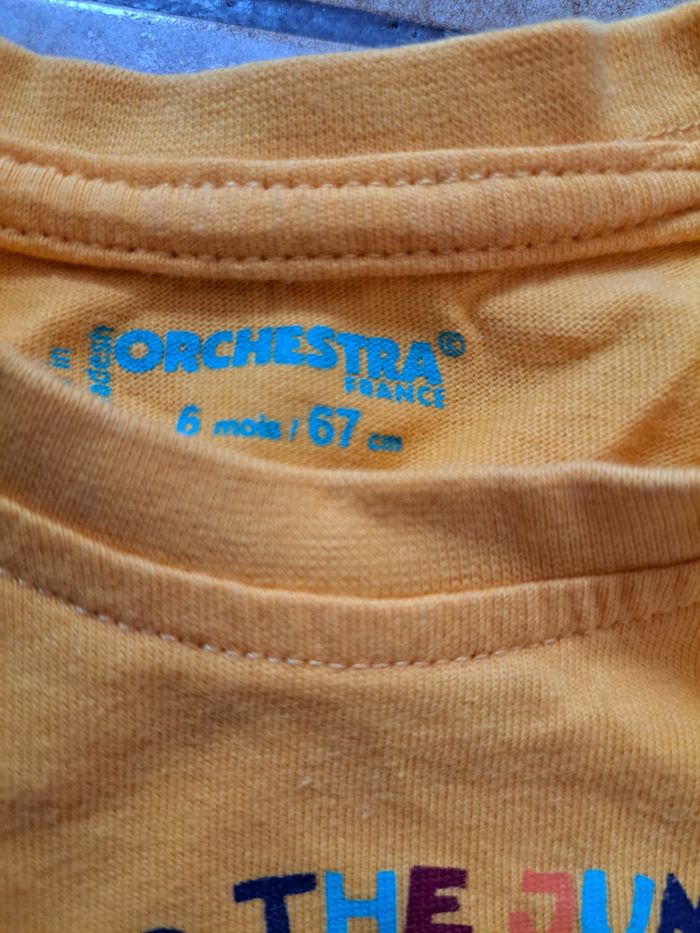 ORCHESTRA®
FRANCE
6 mois / 67 cm
THE